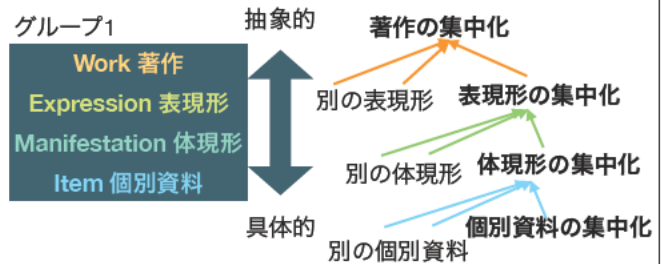 グループ1
Work 著作
Expression 表現形
Manifestation 体現形
Item 個別資料
抽象的
具体的
著作の集中化
別の表現形
表現形の集中化
別の体現形
体現形の集中化
個別資料の集中化
別の個別資料